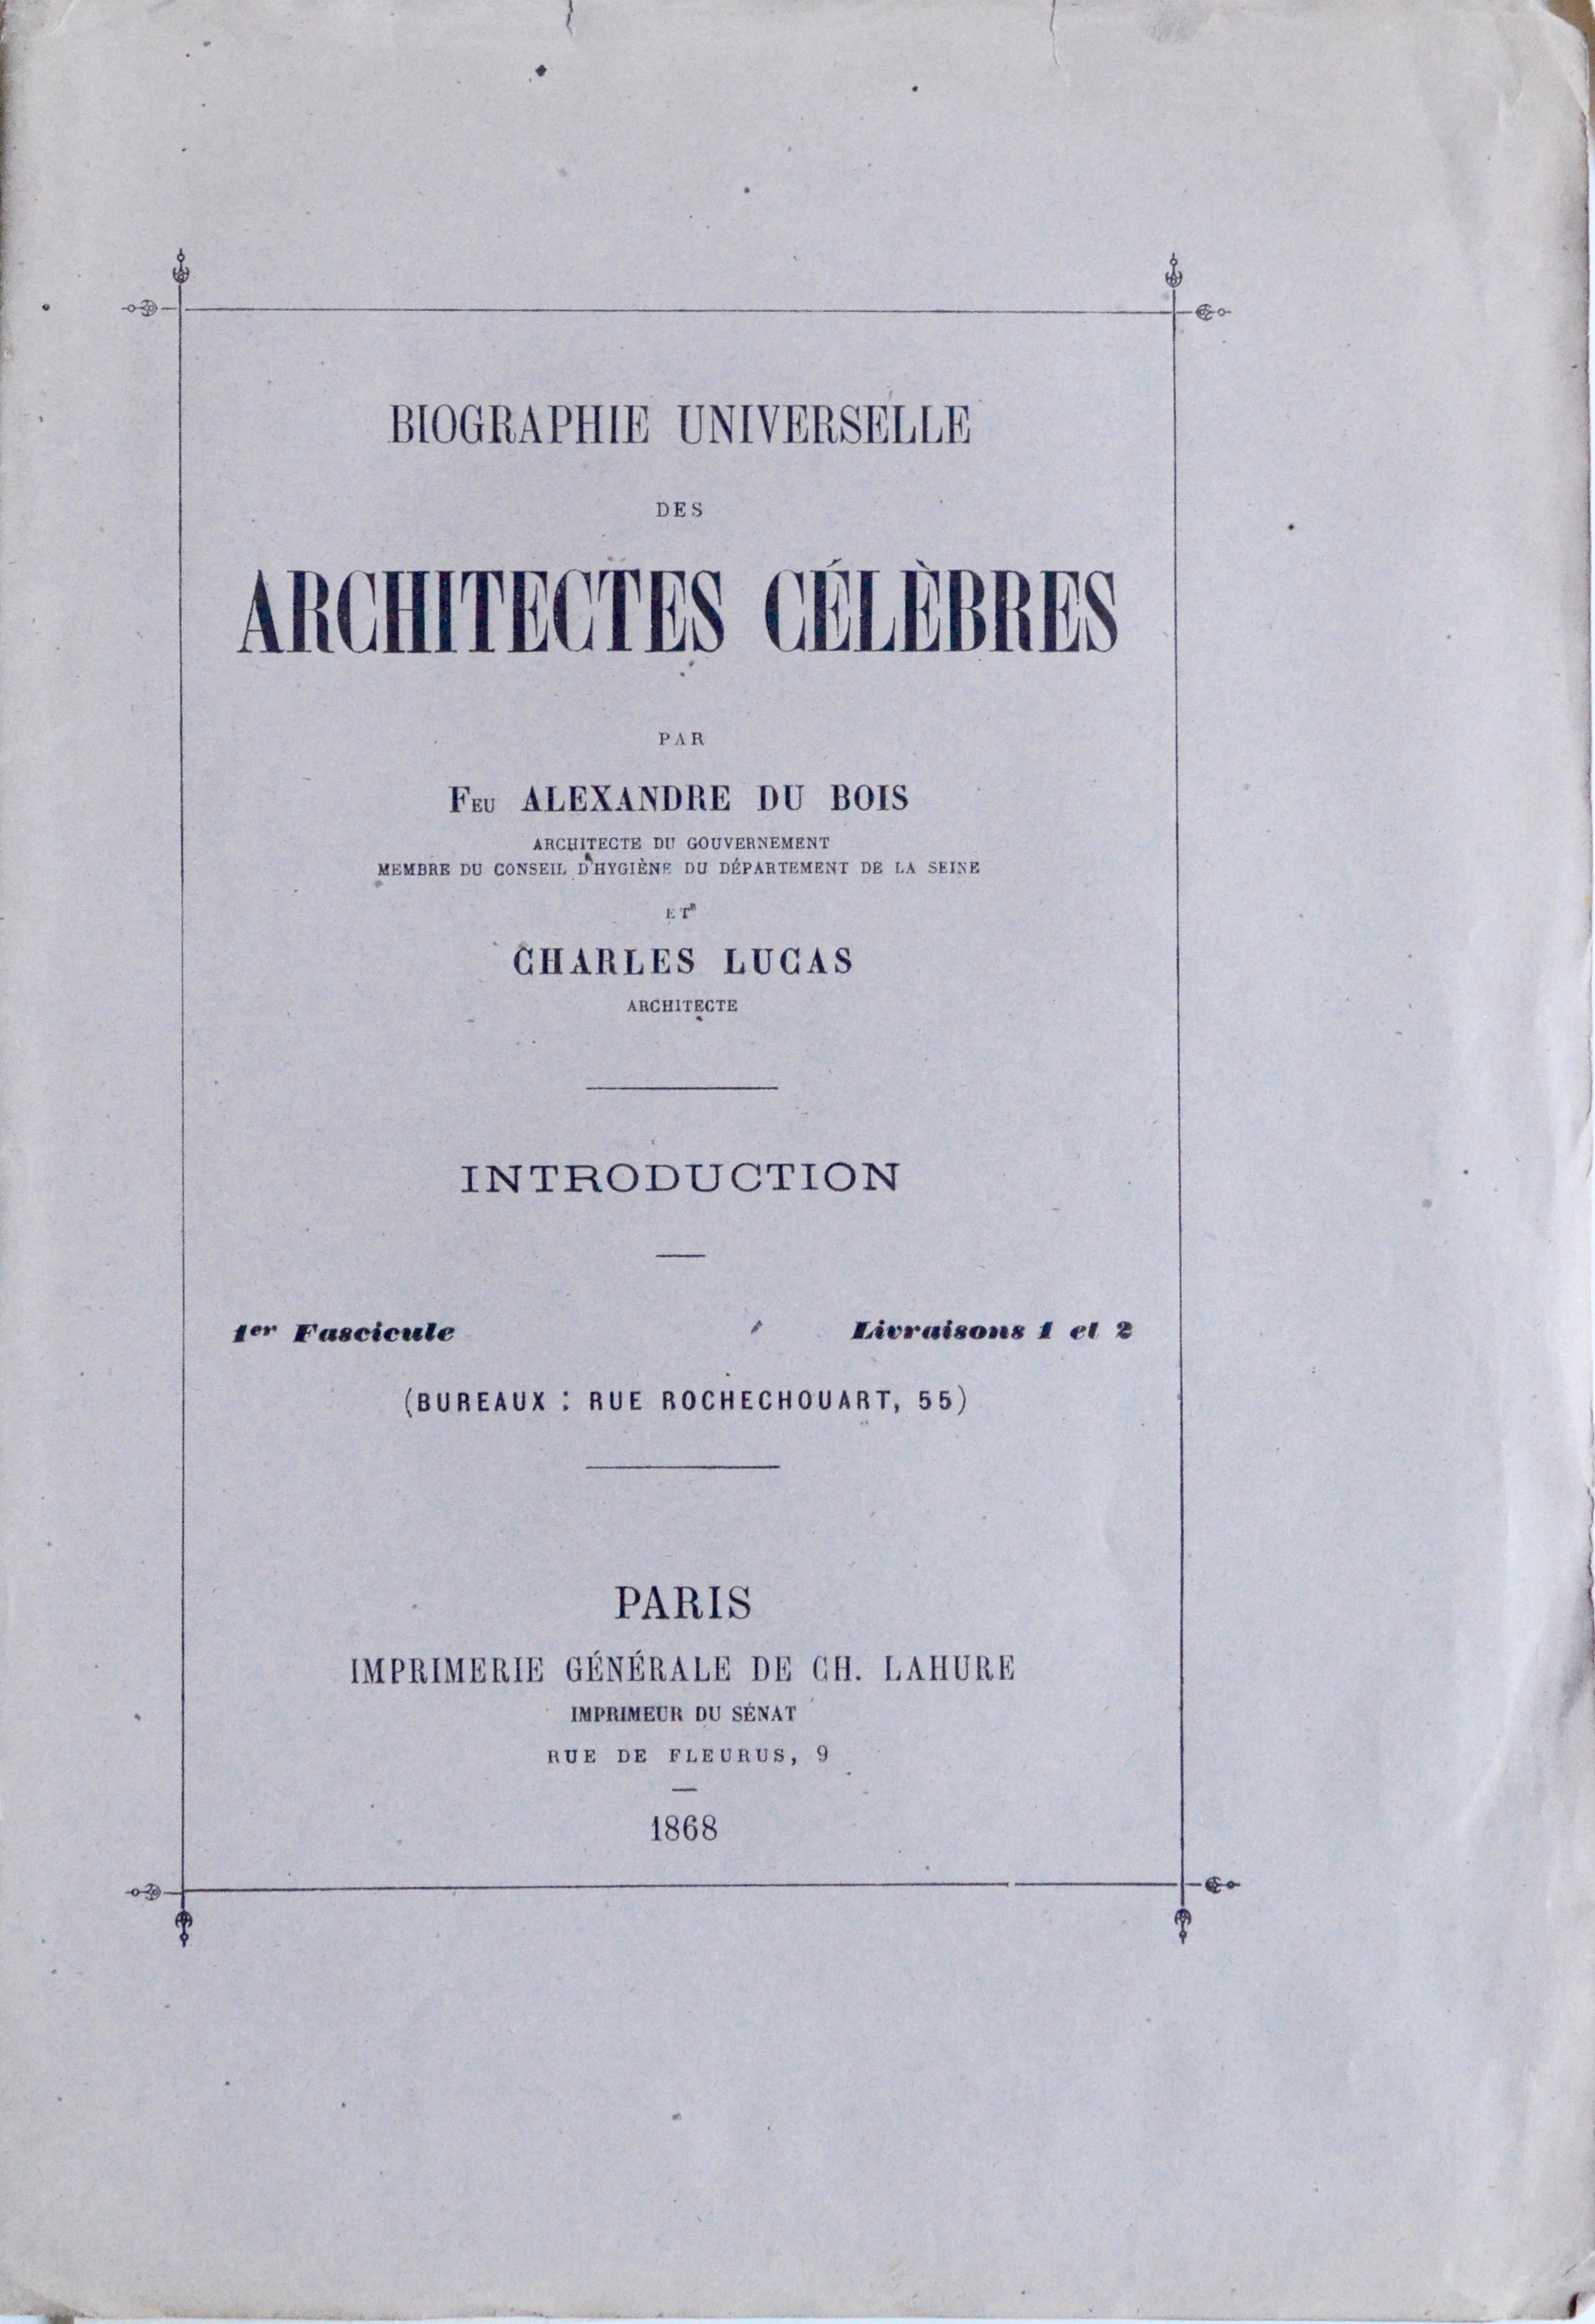 BIOGRAPHIE UNIVERSELLE
DES
ARCHITECTES CÉLÈBRES
PAR
FEU ALEXANDRE DU BOIS
ARCHITECTE DU GOUVERNEMENT
MEMBRE DU CONSEIL D'HYGIÈNE DU DÉPARTEMENT DE LA SEINE
ET
CHARLES LUCAS
ARCHITECTE
INTRODUCTION
1er Fascicule Livraisons 1 et 2
(BUREAUX : RUE ROCHECHOUART, 55)
PARIS
IMPRIMERIE GÉNÉRALE DE CH. LAHURE
IMPRIMEUR DU SÉNAT
RUE DE FLEURUS, 9
1868